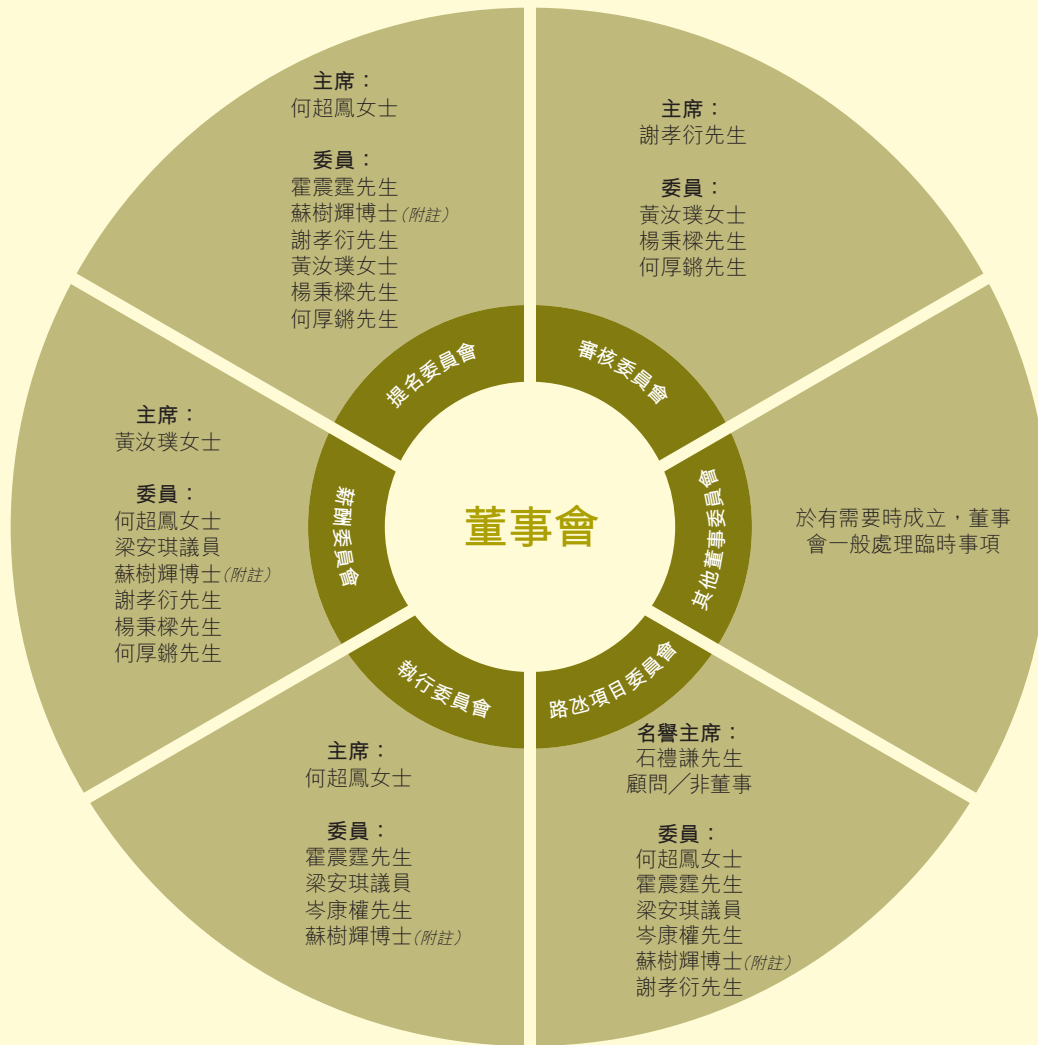 董事會
提名委員會
主席：
何超鳳女士
委員：
霍震霆先生
蘇樹輝博士(附註)
謝孝衍先生
黃汝璞女士
楊秉樑先生
何厚鏘先生
審核委員會
主席：
謝孝衍先生
委員：
黃汝璞女士
楊秉樑先生
何厚鏘先生
薪酬委員會
主席：
黃汝璞女士
委員：
何超鳳女士
梁安琪議員
蘇樹輝博士(附註)
謝孝衍先生
楊秉樑先生
何厚鏘先生
其他董事委員會
於有需要時成立，董事
會一般處理臨時事項
執行委員會
主席：
何超鳳女士
委員：
霍震霆先生
梁安琪議員
岑康權先生
蘇樹輝博士(附註)
路氹項目委員會
名譽主席：
石禮謙先生
顧問／非董事
委員：
何超鳳女士
霍震霆先生
梁安琪議員
岑康權先生
蘇樹輝博士(附註)
謝孝衍先生